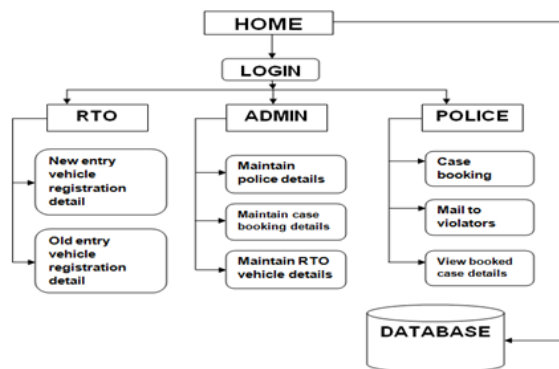 HOME
LOGIN
RTO
New entry
vehicle
registration
detail
Old entry
vehicle
registration
detail
ADMIN
Maintain
police details
Maintain case
booking details
Maintain RTO
vehicle details
POLICE
Case
booking
Mail to
violators
View booked
case details
DATABASE